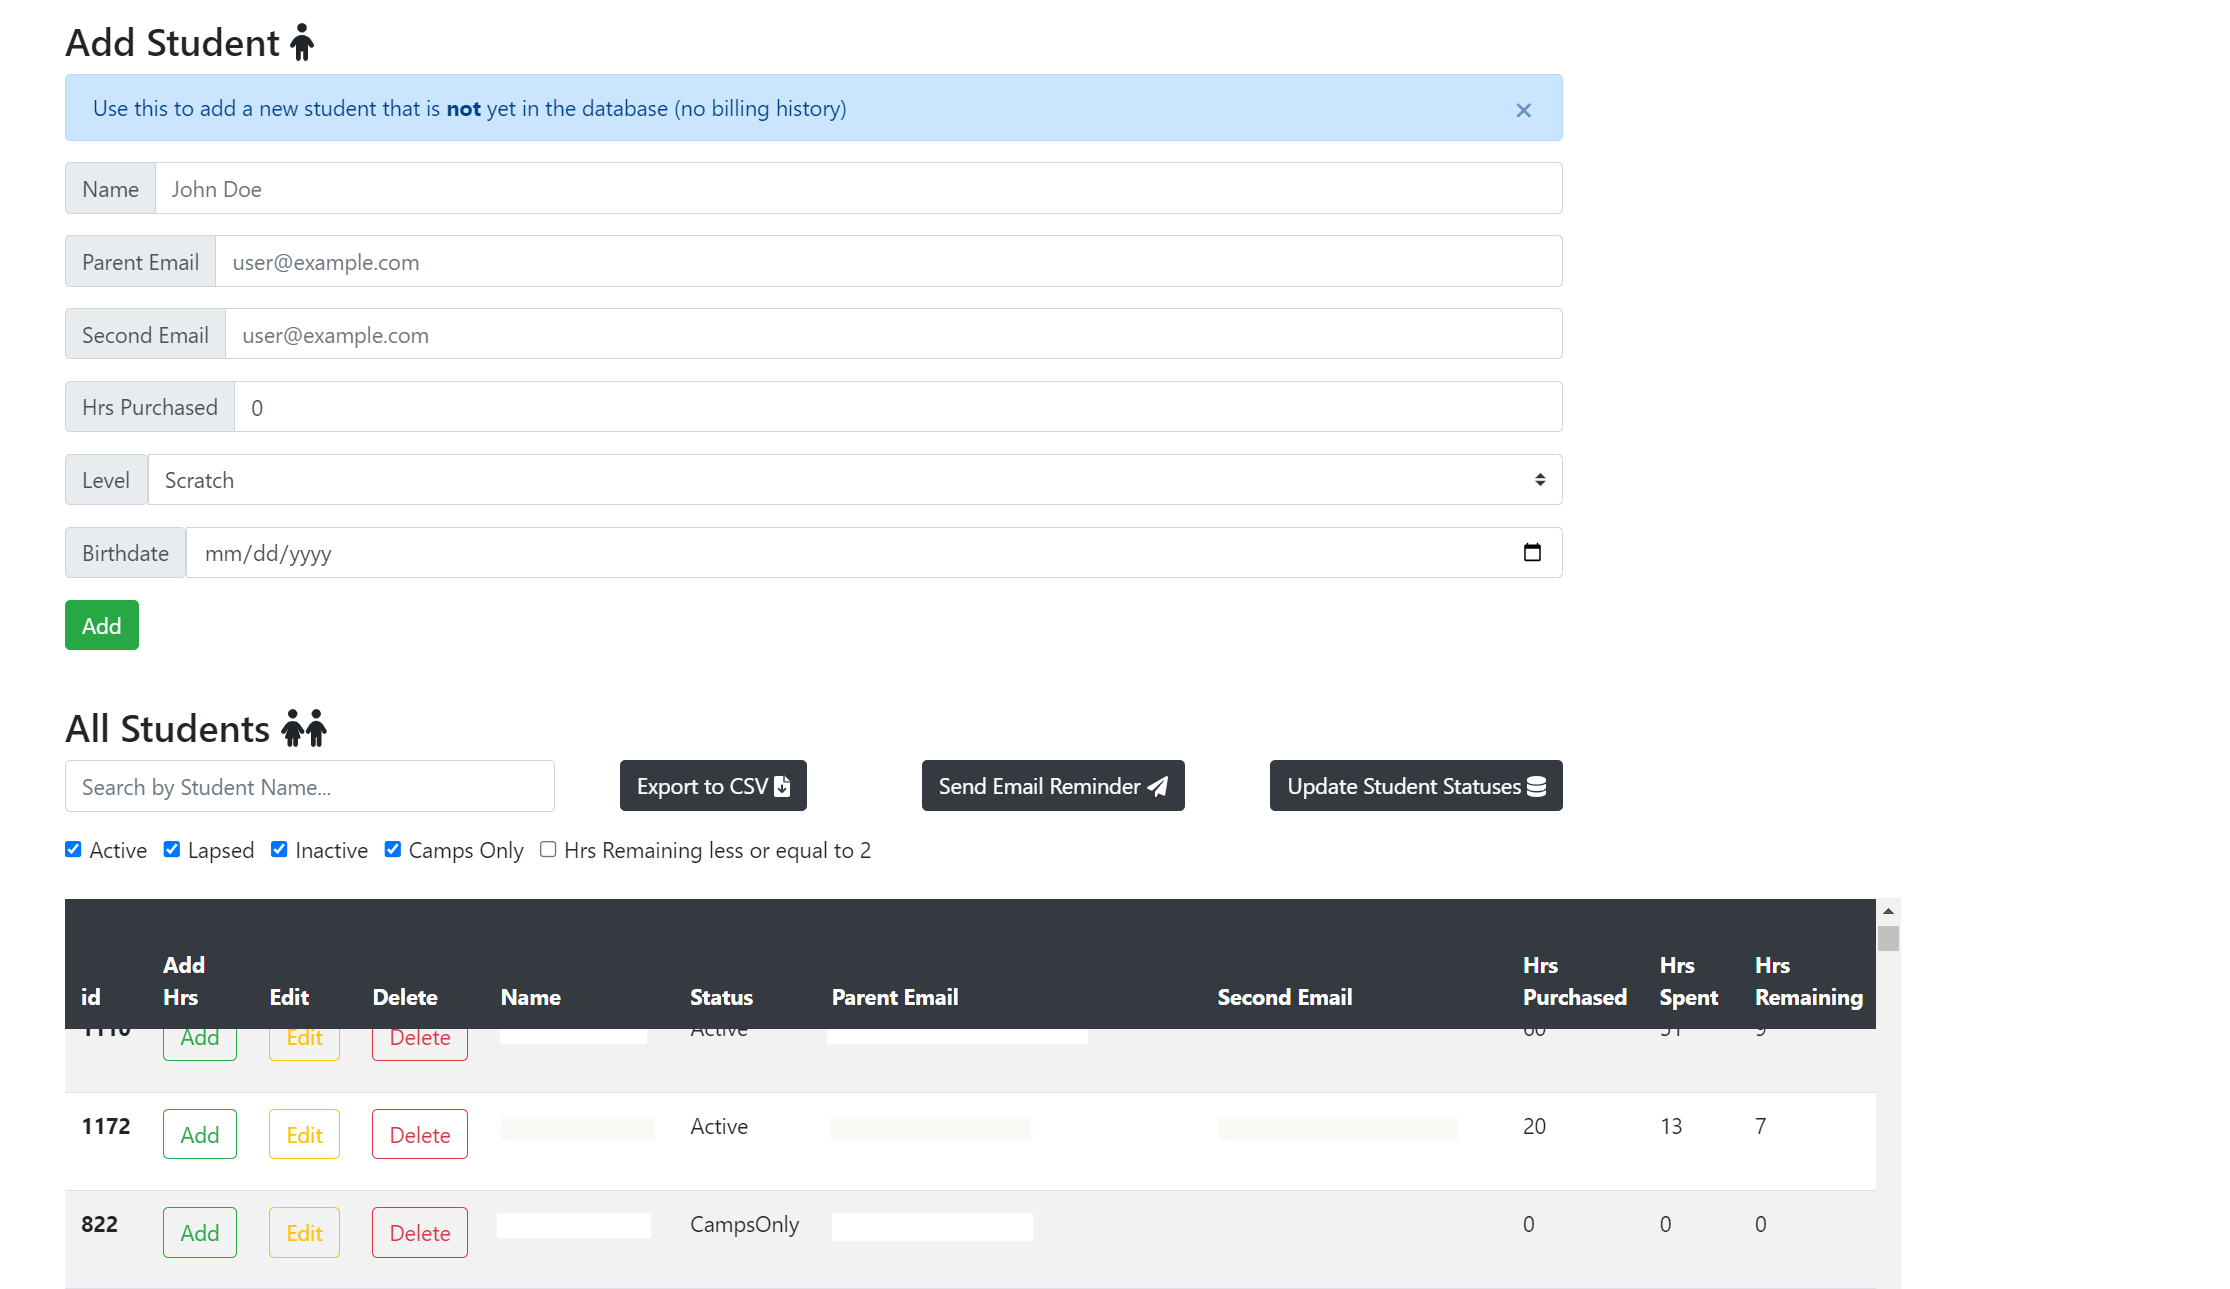 Add Student
Use this to add a new student that is not yet in the database (no billing history) ×
Name John Doe
Parent Email user@example.com
Second Email user@example.com
Hrs Purchased 0
Level Scratch
Birthdate mm/dd/yyyy
Add
All Students
Search by Student Name... Export to CSV Send Email Reminder Update Student Statuses
Active Lapsed Inactive Camps Only Hrs Remaining less or equal to 2
id Add Hrs Edit Delete Name Status Parent Email Second Email Hrs Purchased Hrs Spent Hrs Remaining
Add Edit Delete Active
1172 Add Edit Delete Active 20 13 7
822 Add Edit Delete CampsOnly 0 0 0